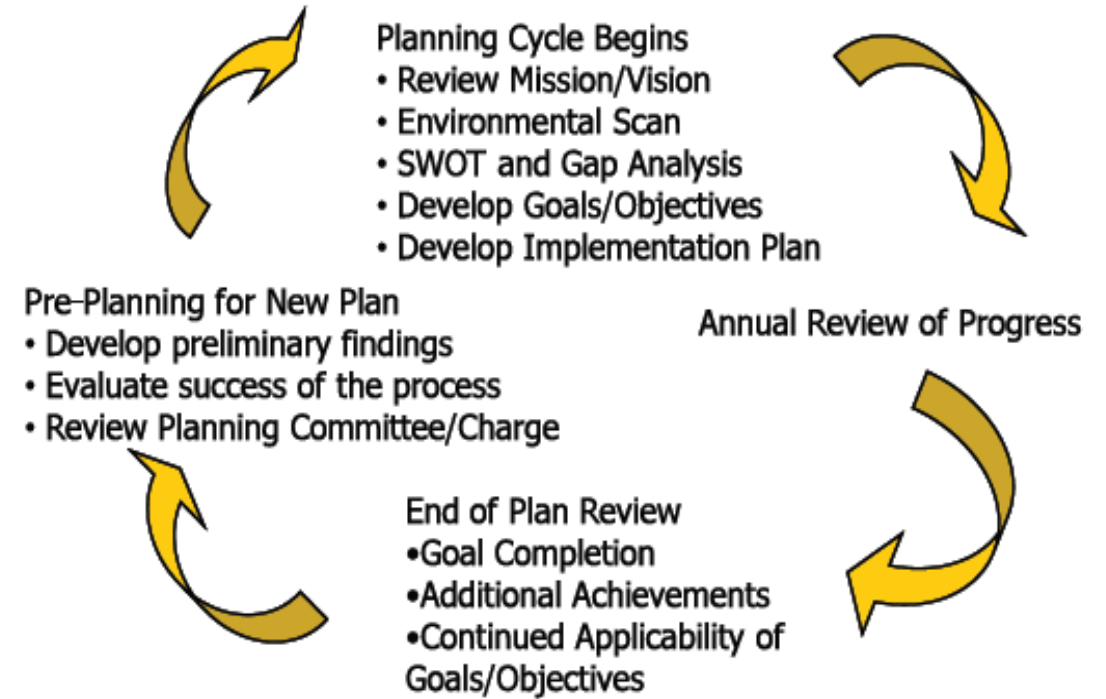 Planning Cycle Begins
• Review Mission/Vision
• Environmental Scan
• SWOT and Gap Analysis
• Develop Goals/Objectives
• Develop Implementation Plan
Annual Review of Progress
End of Plan Review
•Goal Completion
•Additional Achievements
•Continued Applicability of
Goals/Objectives
Pre-Planning for New Plan
• Develop preliminary findings
• Evaluate success of the process
• Review Planning Committee/Charge